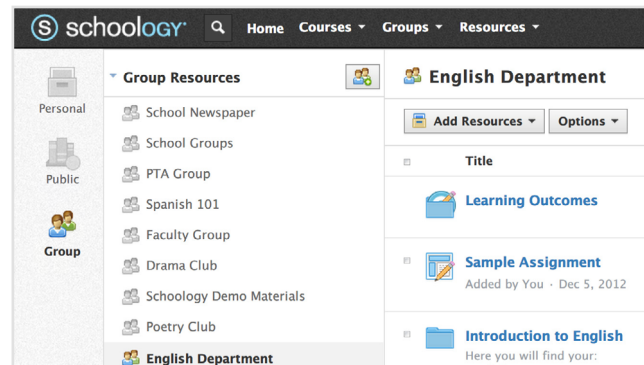 S schoology Home Courses Groups Resources
Personal
Public
Group
Group Resources
School Newspaper
School Groups
PTA Group
Spanish 101
Faculty Group
Drama Club
Schoology Demo Materials
Poetry Club
English Department
English Department
Add Resources Options
Title
Learning Outcomes
Sample Assignment
Added by You · Dec 5, 2012
Introduction to English
Here you will find your: